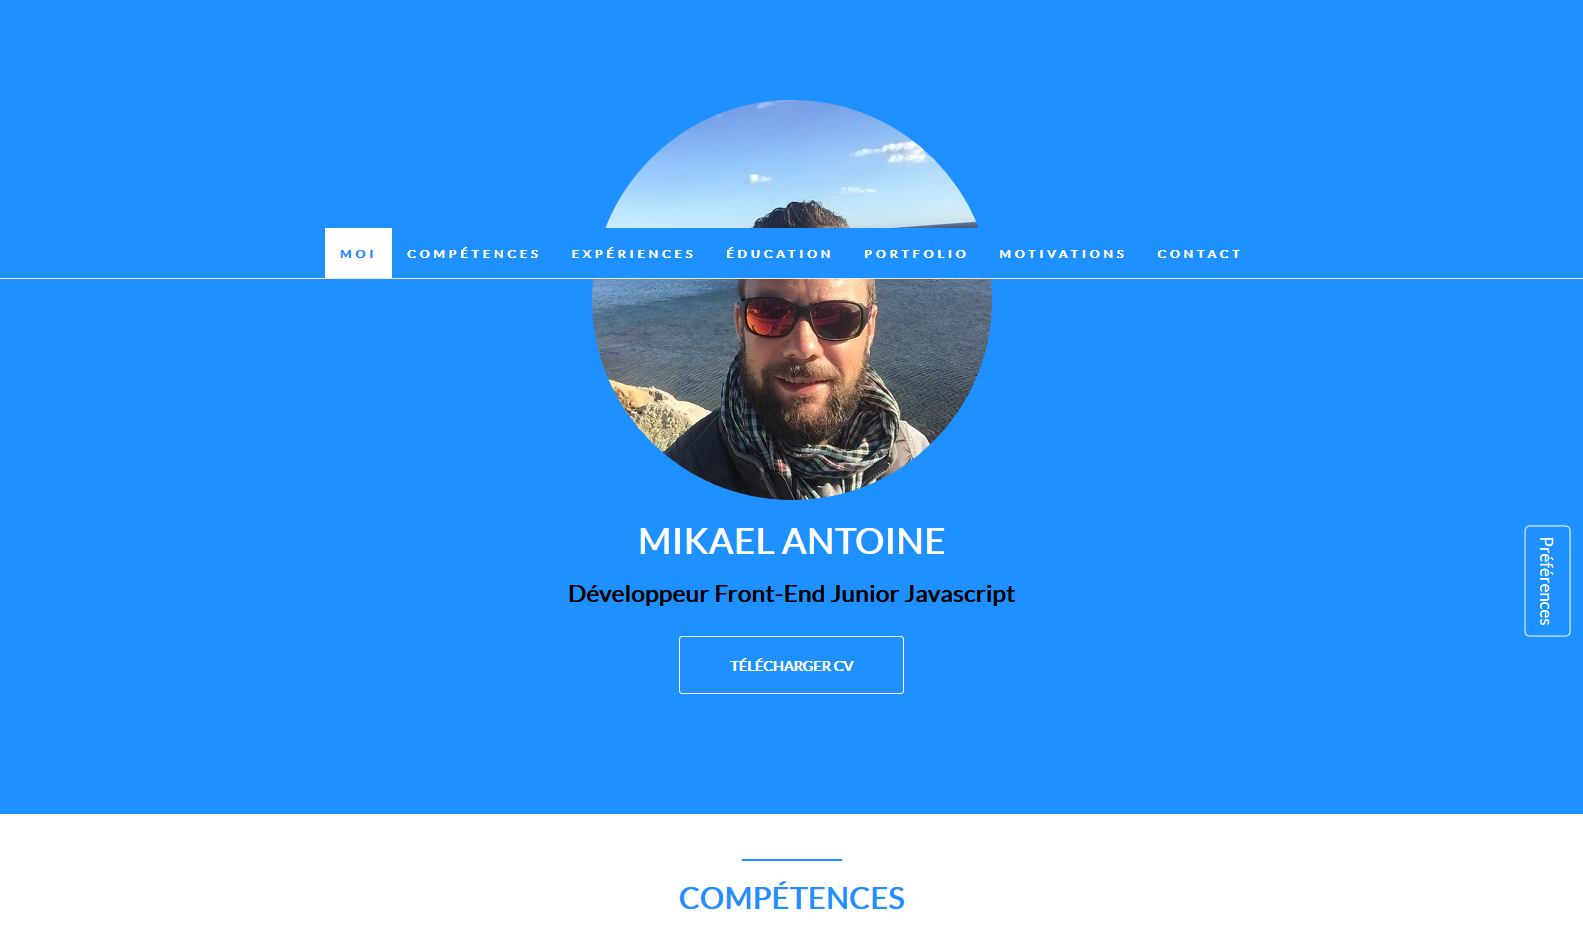 MOI COMPÉTENCES EXPÉRIENCES ÉDUCATION PORTFOLIO MOTIVATIONS CONTACT
MIKAEL ANTOINE
Développeur Front-End Junior Javascript
Préférences
TÉLÉCHARGER CV
COMPÉTENCES